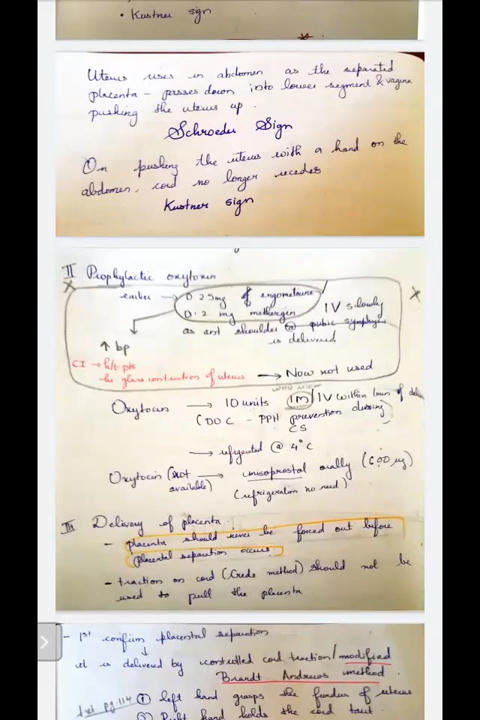 • Kustner sign
Uterus rises in abdomen as the separated
placenta - passes down into lower segment & vagina
pushing the uterus up.
Schroeder Sign
On pushing the uterus with a hand on the
abdomen, cord no longer recedes
Kustner sign
II Prophylactic oxytocin
earlier → 0.25mg of ergometrine
0.2 mg methergen
IV slowly
as ant shoulder @ pubic symphysis
is delivered
↑ bp
CI → h/t pts
→ Now not used
Oxytocin → 10 units IM/IV within 1min of
(DOC - PPH prevention during
CS
→ refrigerated @ 4°C
Oxytocin (not → misoprostal orally (600 µg)
available) (refrigeration no need)
III Delivery of placenta.
- placenta should never be forced out before
placental separation occurs
- traction on cord (Crede method) should not be
used to pull the placenta
- 1st confirm placental separation
↓
it is delivered by controlled cord traction/modified
Brandt Andrews method
pg 114 ① left hand grasps the fundus of uterus
② Right hand holds the cord